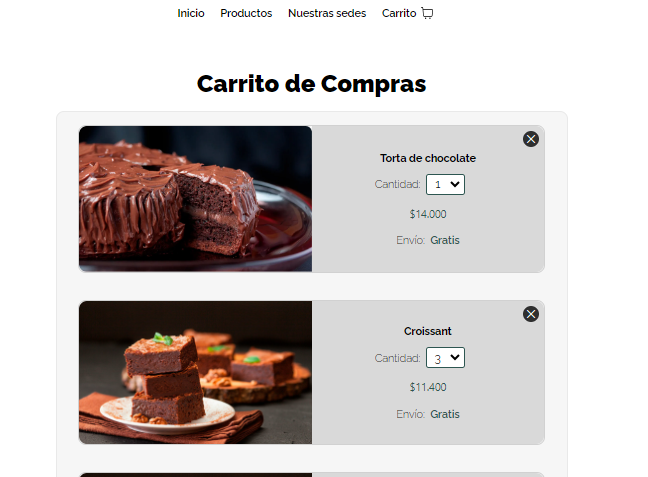 Inicio Productos Nuestras sedes Carrito
Carrito de Compras
Torta de chocolate
Cantidad: 1
$14.000
Envío: Gratis
Croissant
Cantidad: 3
$11.400
Envío: Gratis